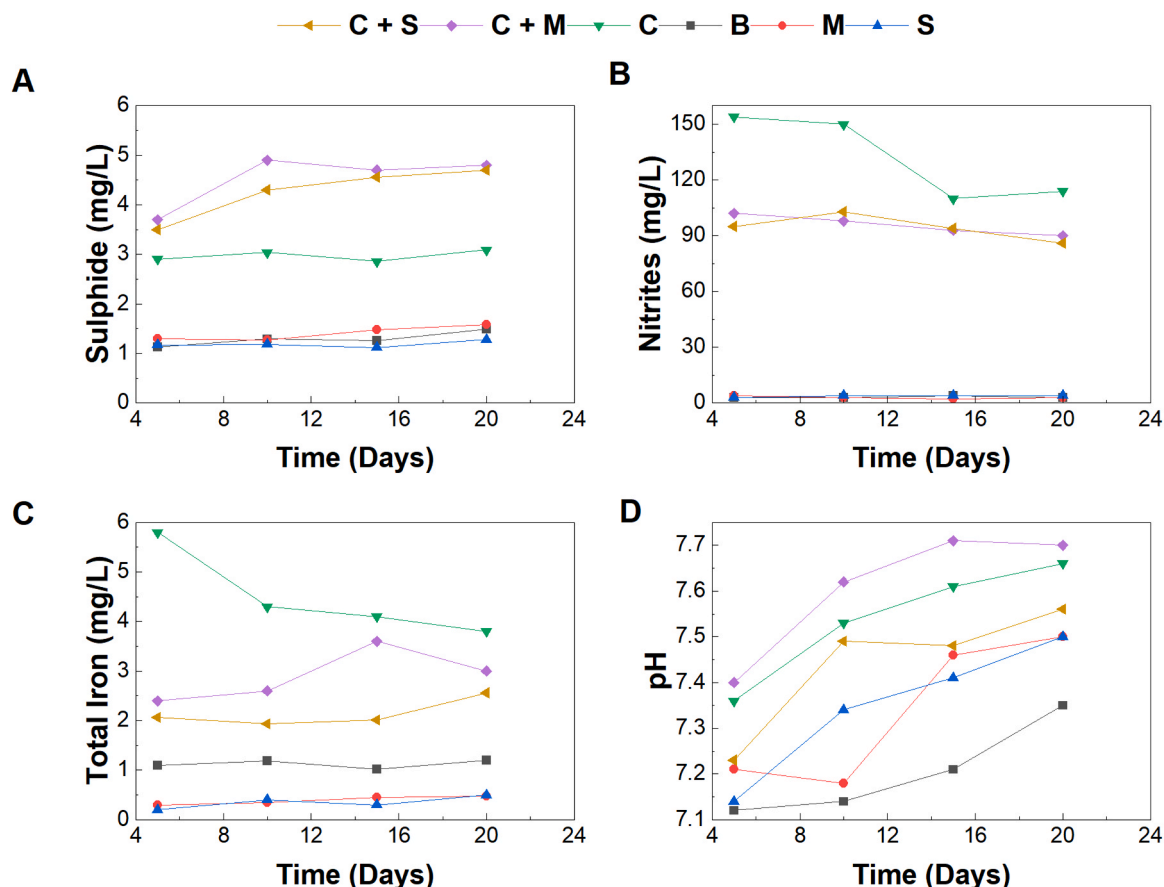 C + S C + M C B M S
A
B
6
5
4
3
2
1
0
Sulphide (mg/L)
4 8 12 16 20 24
Time (Days)
150
120
90
60
30
0
Nitrites (mg/L)
4 8 12 16 20 24
Time (Days)
C
D
6
5
4
3
2
1
0
Total Iron (mg/L)
4 8 12 16 20 24
Time (Days)
7.7
7.6
7.5
7.4
7.3
7.2
7.1
pH
4 8 12 16 20 24
Time (Days)